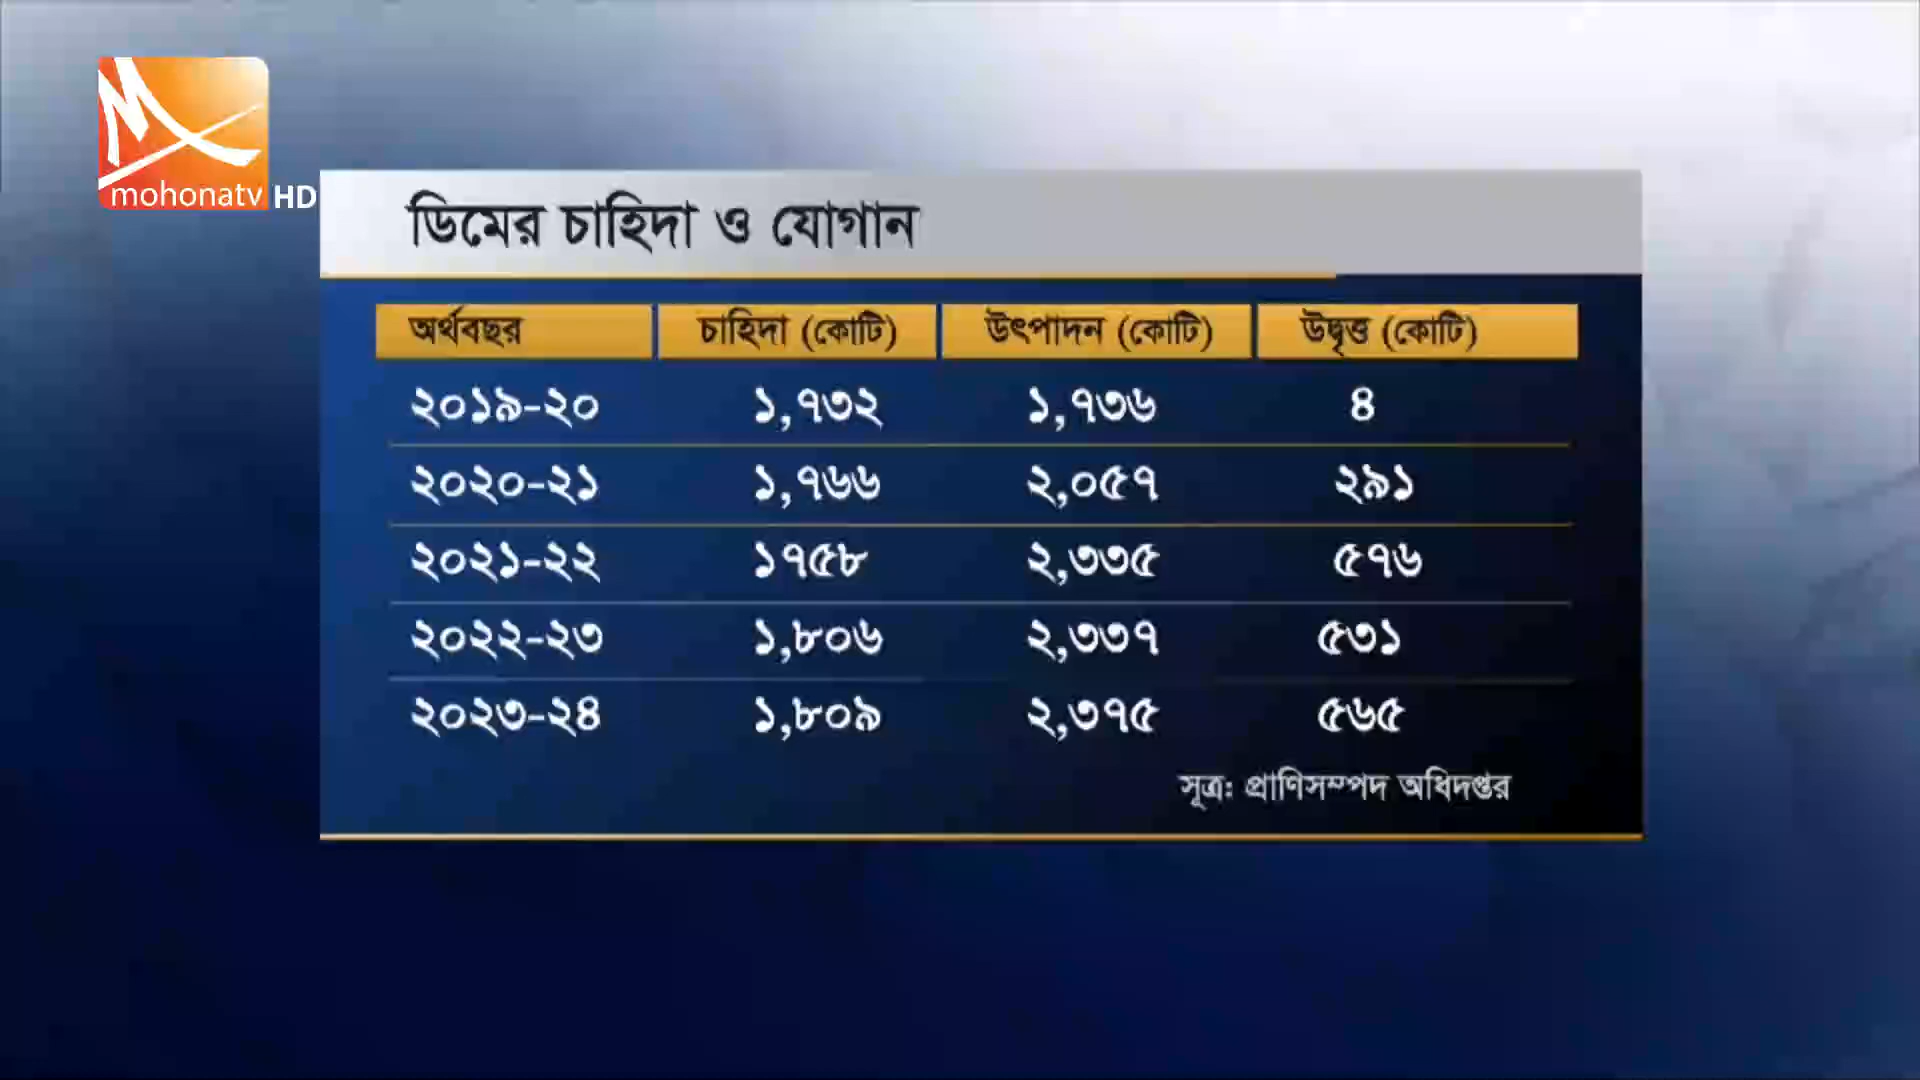 mohonatv HD
ডিমের চাহিদা ও যোগান
অর্থবছর চাহিদা (কোটি) উৎপাদন (কোটি) উদ্বৃত্ত (কোটি)
২০১৯-২০ ১,৭৩২ ১,৭৩৬ ৪
২০২০-২১ ১,৭৬৬ ২,০৫৭ ২৯১
২০২১-২২ ১৭৫৮ ২,৩৩৫ ৫৭৬
২০২২-২৩ ১,৮০৬ ২,৩৩৭ ৫৩১
২০২৩-২৪ ১,৮০৯ ২,৩৭৫ ৫৬৫
সূত্র: প্রাণিসম্পদ অধিদপ্তর